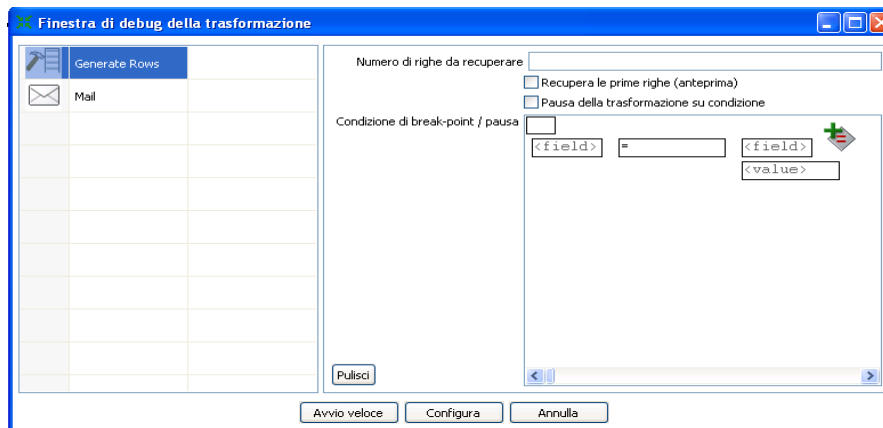 Finestra di debug della trasformazione
Generate Rows
Mail
Numero di righe da recuperare
Recupera le prime righe (anteprima)
Pausa della trasformazione su condizione
Condizione di break-point / pausa
<field> = <field>
<value>
Pulisci
Avvio veloce Configura Annulla